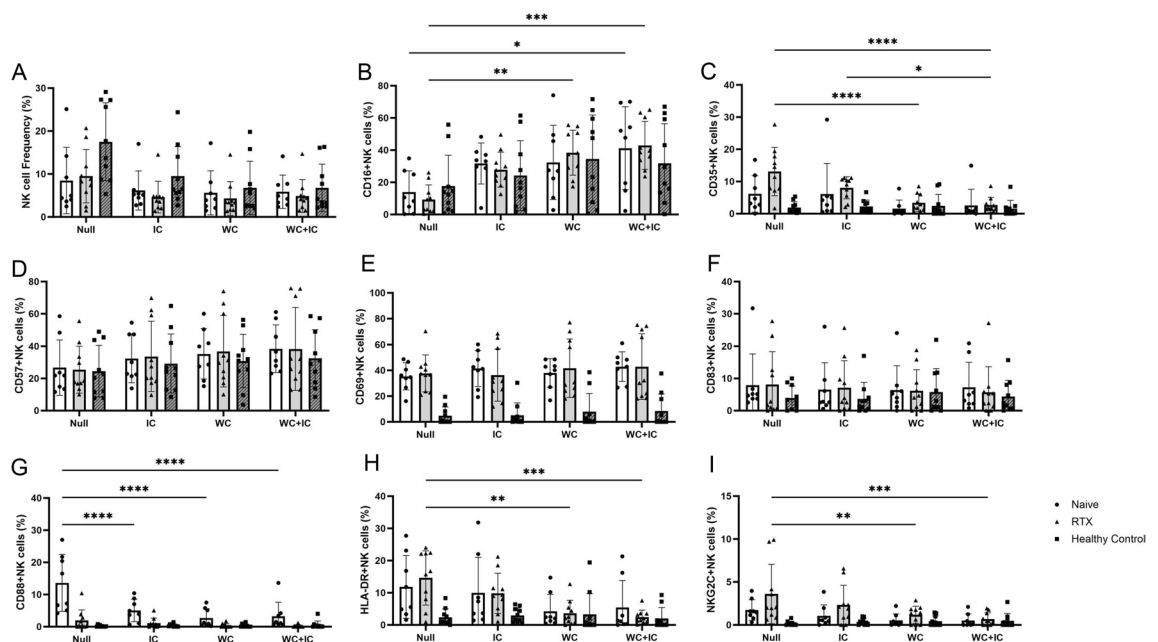 A
NK cell Frequency (%)
30
20
10
0
Null IC WC WC+IC
B
***
*
**
CD16+NK cells (%)
80
60
40
20
0
Null IC WC WC+IC
C
****
*
****
CD35+NK cells (%)
40
30
20
10
0
Null IC WC WC+IC
D
CD57+NK cells (%)
80
60
40
20
0
Null IC WC WC+IC
E
CD69+NK cells (%)
100
80
60
40
20
0
Null IC WC WC+IC
F
CD83+NK cells (%)
40
30
20
10
0
Null IC WC WC+IC
G
****
****
****
CD88+NK cells (%)
40
30
20
10
0
Null IC WC WC+IC
H
***
**
HLA-DR+NK cells (%)
40
30
20
10
0
Null IC WC WC+IC
I
***
**
NKG2C+NK cells (%)
15
10
5
0
Null IC WC WC+IC
Naive
RTX
Healthy Control